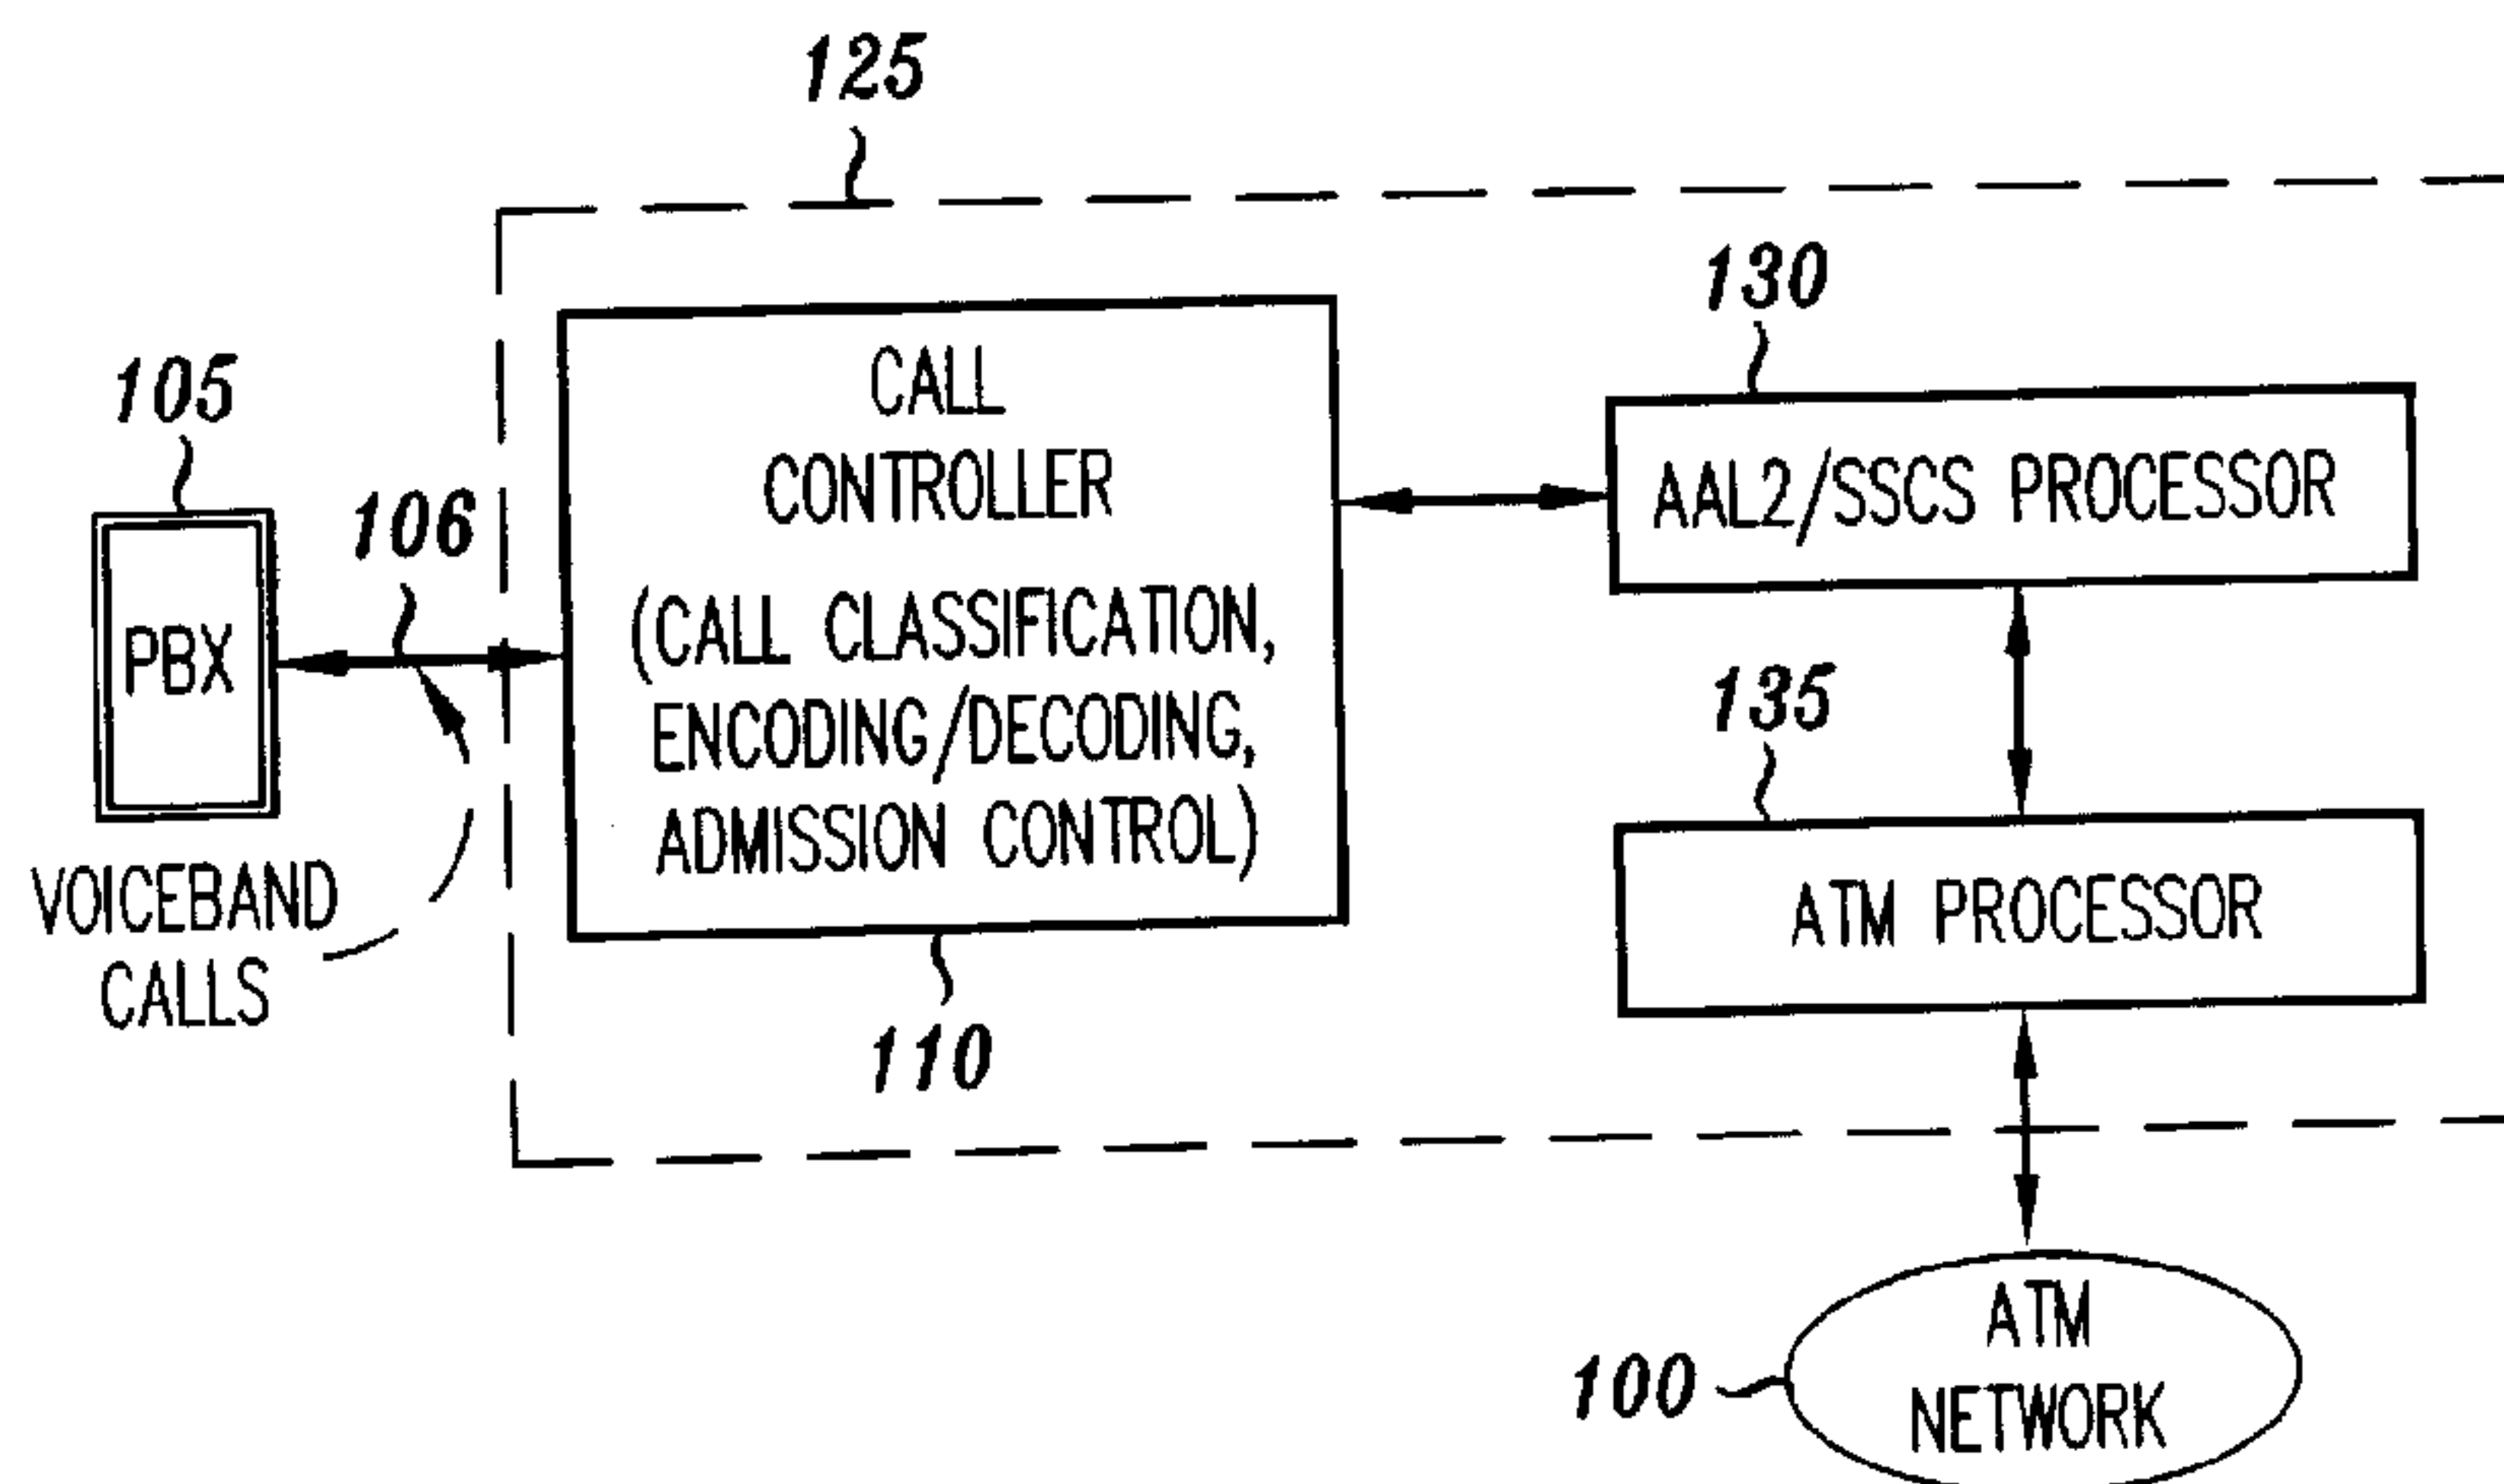 125
130
105
106
CALL
CONTROLLER
(CALL CLASSIFICATION,
ENCODING/DECODING,
ADMISSION CONTROL)
AAL2/SSCS PROCESSOR
PBX
135
VOICEBAND
CALLS
ATM PROCESSOR
110
100
ATM
NETWORK